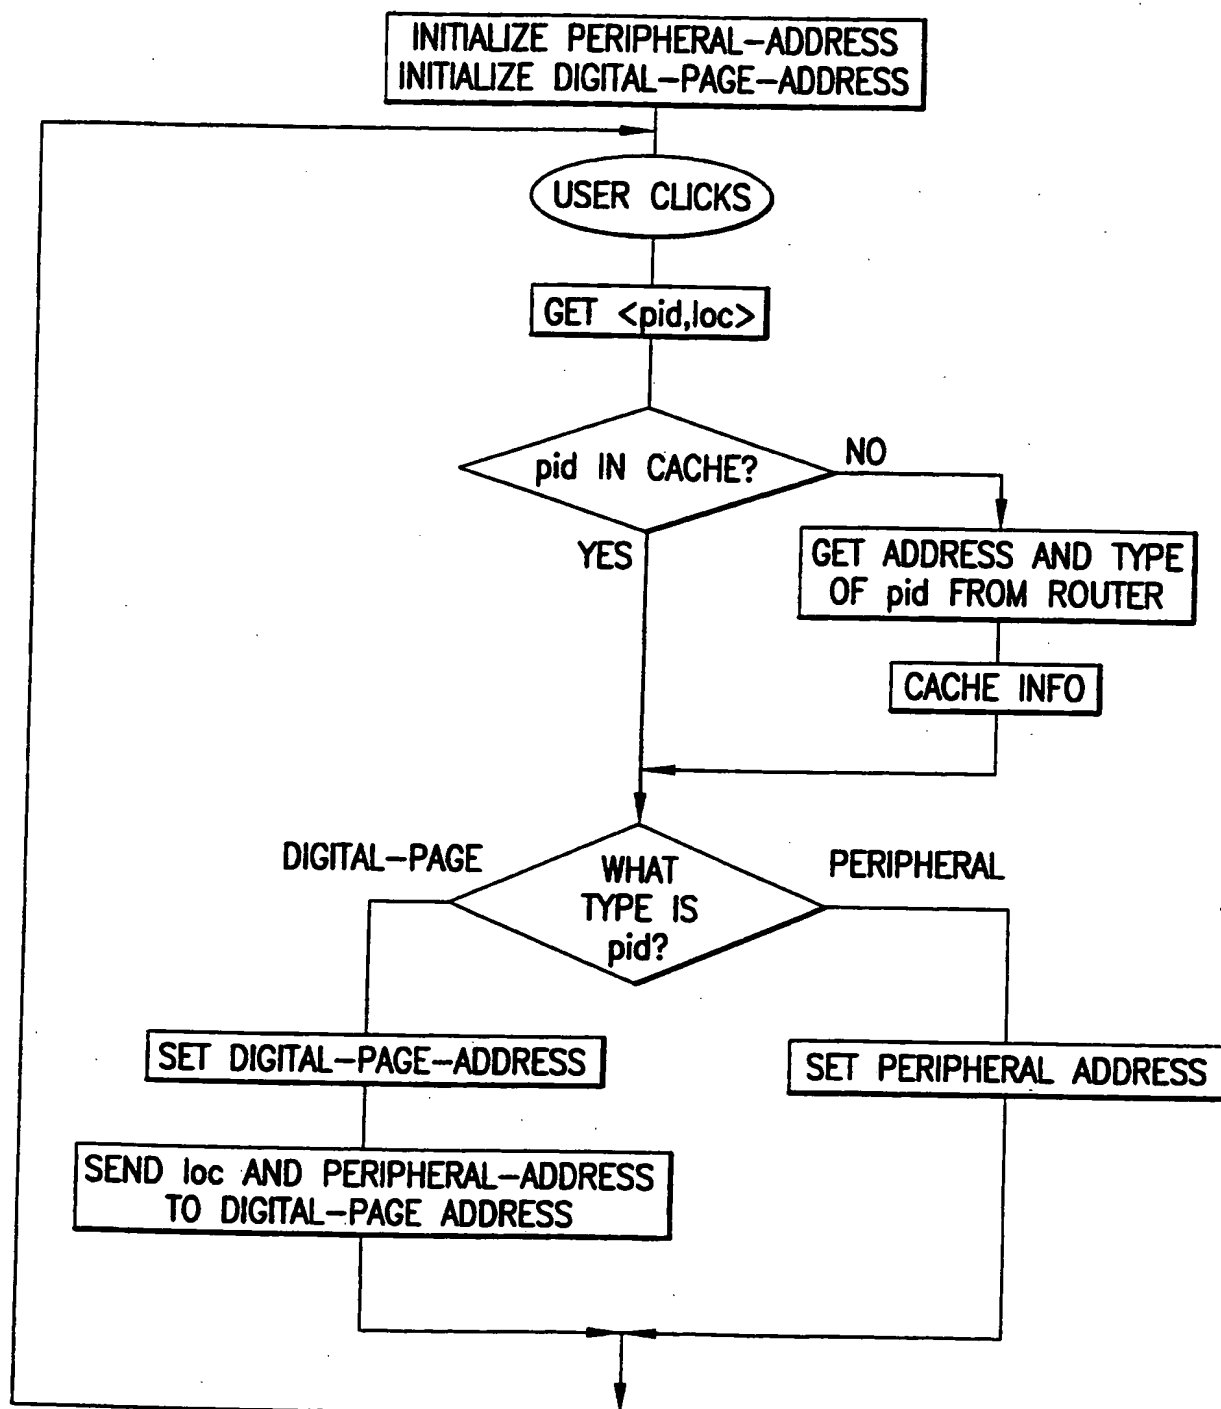 INITIALIZE PERIPHERAL-ADDRESS
INITIALIZE DIGITAL-PAGE-ADDRESS
USER CLICKS
GET <pid,loc>
pid IN CACHE?
NO
YES
GET ADDRESS AND TYPE
OF pid FROM ROUTER
CACHE INFO
DIGITAL-PAGE
WHAT
TYPE IS
pid?
PERIPHERAL
SET DIGITAL-PAGE-ADDRESS
SET PERIPHERAL ADDRESS
SEND loc AND PERIPHERAL-ADDRESS
TO DIGITAL-PAGE ADDRESS